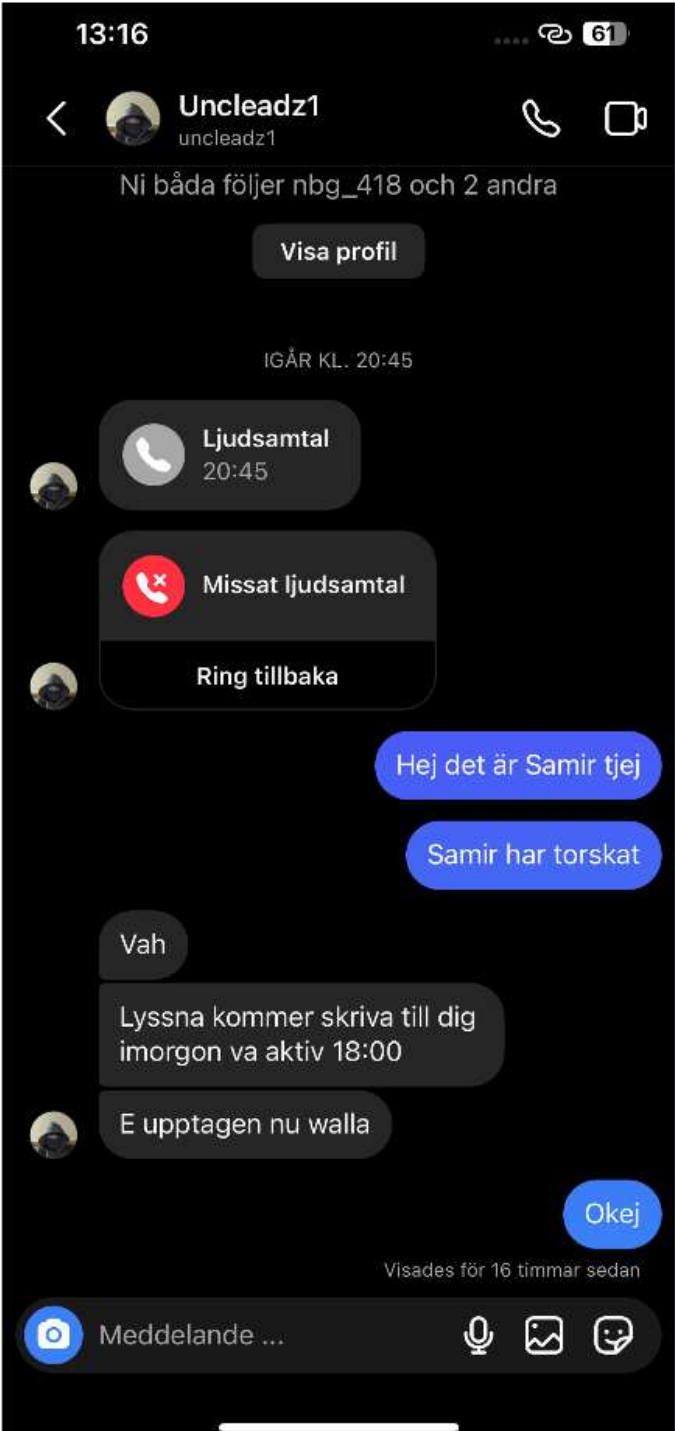 13:16
61
Uncleadz1
uncleadz1
Ni båda följer nbg_418 och 2 andra
Visa profil
IGÅR KL. 20:45
Ljudsamtal
20:45
Missat ljudsamtal
Ring tillbaka
Hej det är Samir tjej
Samir har torskat
Vah
Lyssna kommer skriva till dig
imorgon va aktiv 18:00
E upptagen nu walla
Okej
Visades för 16 timmar sedan
Meddelande ...